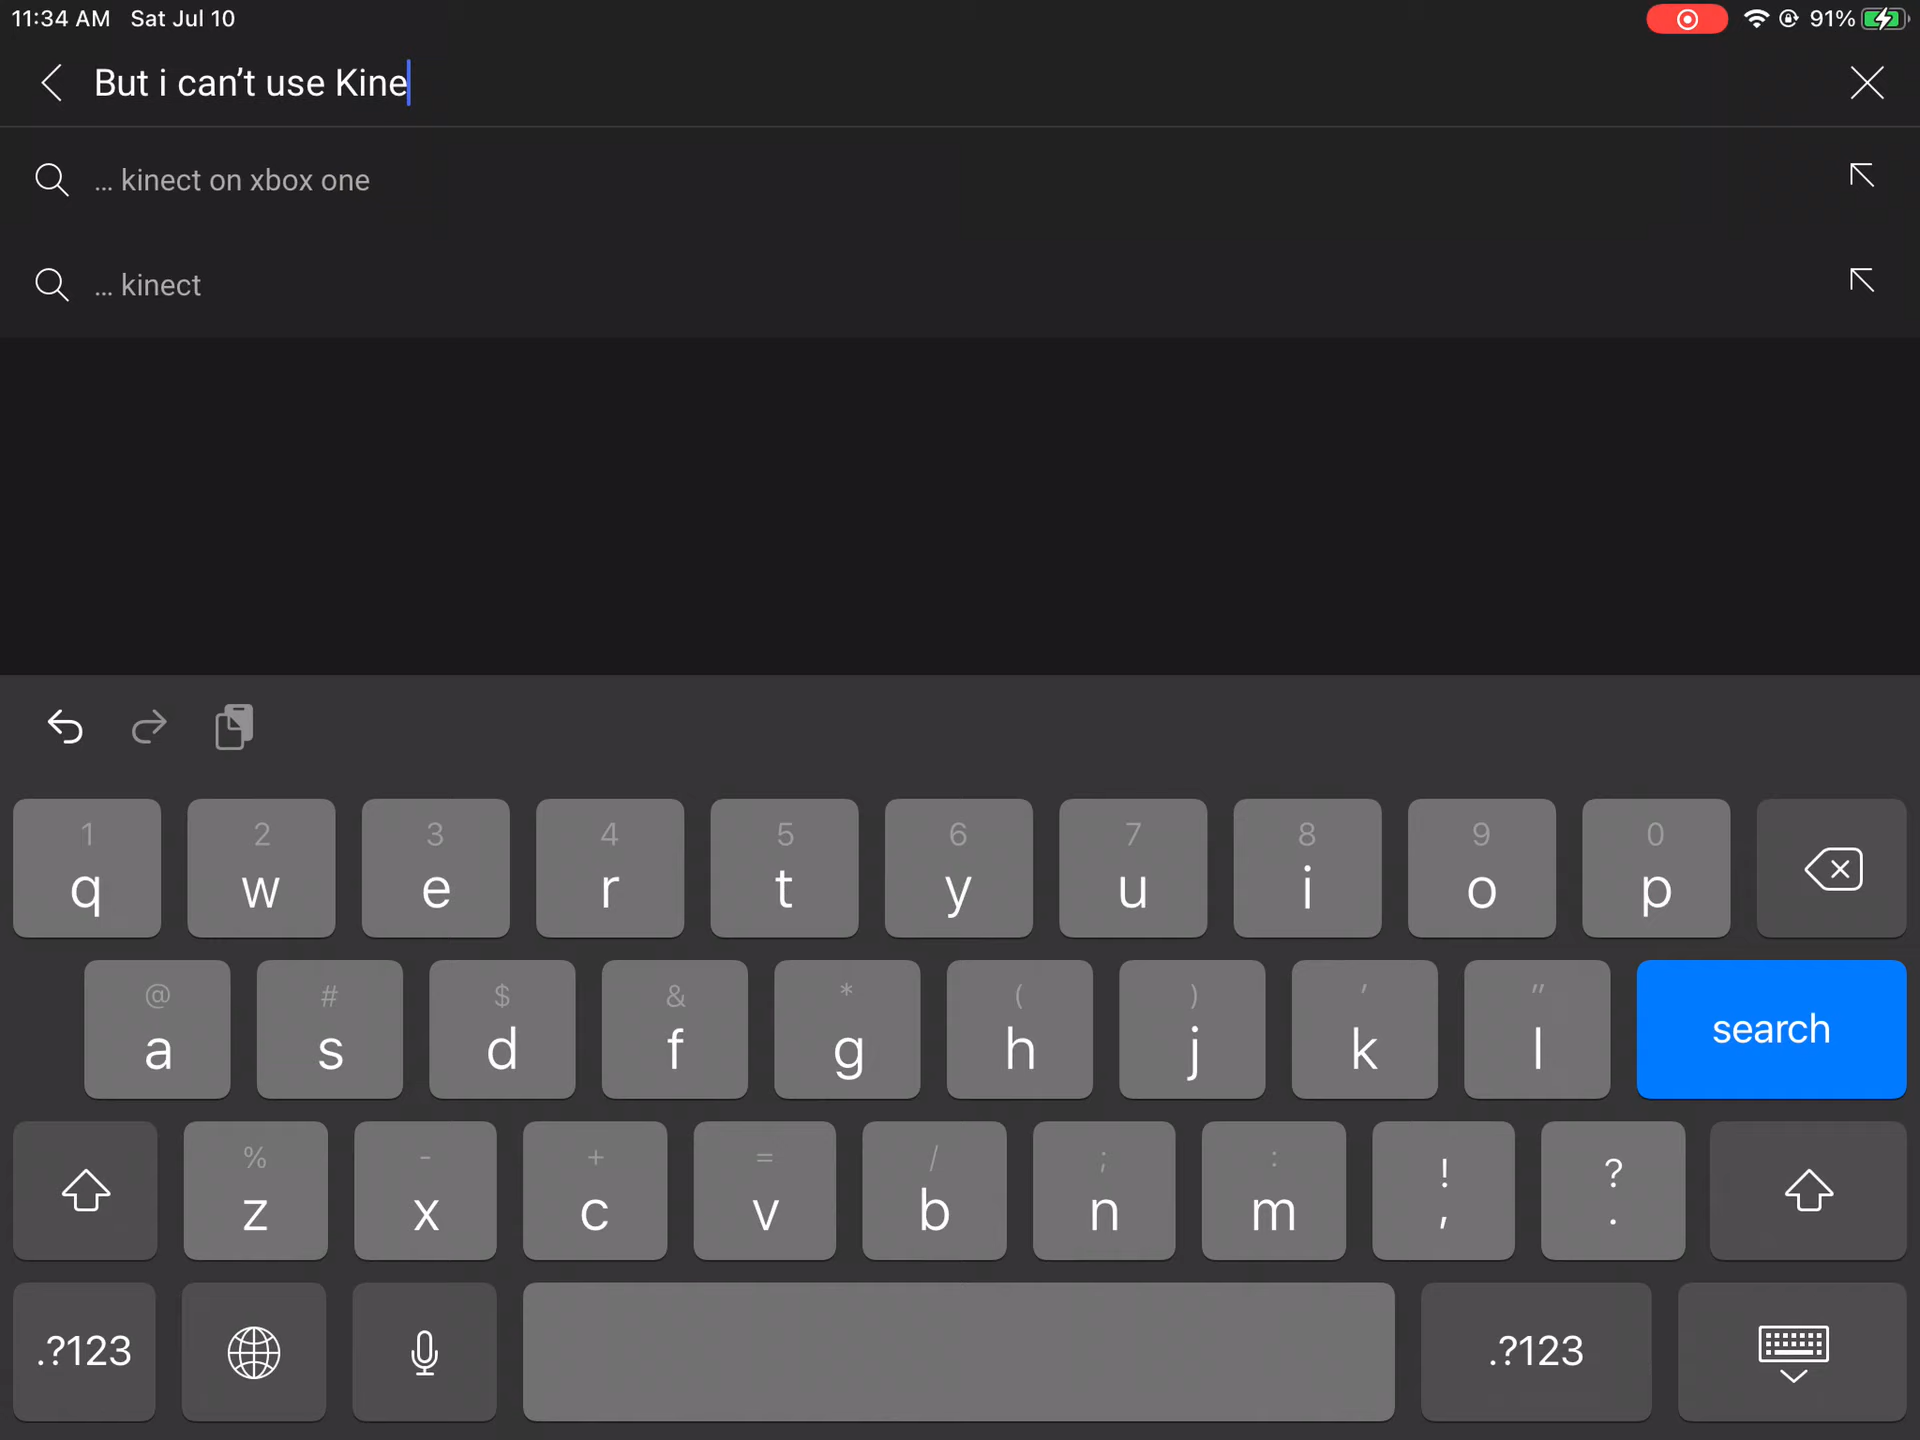 11:34 AM Sat Jul 10 91%
But i can’t use Kine
... kinect on xbox one
... kinect
1 2 3 4 5 6 7 8 9 0
q w e r t y u i o p
@ # $ & * ( ) ' "
a s d f g h j k l search
% - + = / ; : ! ?
z x c v b n m , .
.?123 .?123